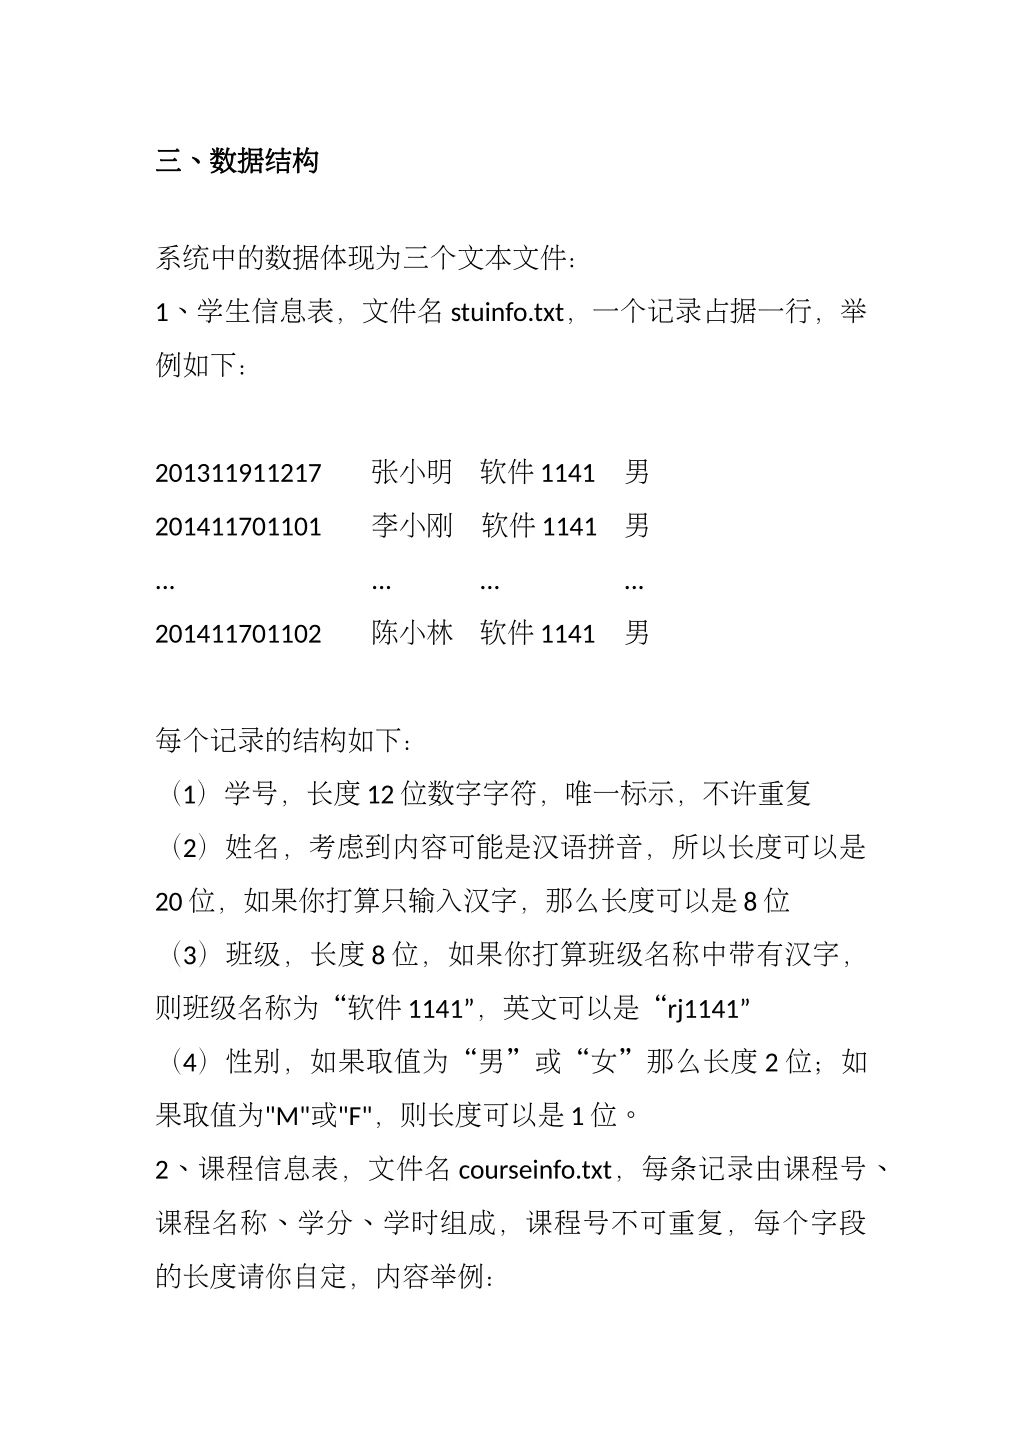 三、数据结构
系统中的数据体现为三个文本文件：
1、学生信息表，文件名 stuinfo.txt，一个记录占据一行，举
例如下：
201311911217 张小明 软件 1141 男
201411701101 李小刚 软件 1141 男
... ... ... ...
201411701102 陈小林 软件 1141 男
每个记录的结构如下：
（1）学号，长度 12 位数字字符，唯一标示，不许重复
（2）姓名，考虑到内容可能是汉语拼音，所以长度可以是
20 位，如果你打算只输入汉字，那么长度可以是 8 位
（3）班级，长度 8 位，如果你打算班级名称中带有汉字，
则班级名称为“软件 1141”，英文可以是“rj1141”
（4）性别，如果取值为“男”或“女”那么长度 2 位；如
果取值为"M"或"F"，则长度可以是 1 位。
2、课程信息表，文件名 courseinfo.txt，每条记录由课程号、
课程名称、学分、学时组成，课程号不可重复，每个字段
的长度请你自定，内容举例：